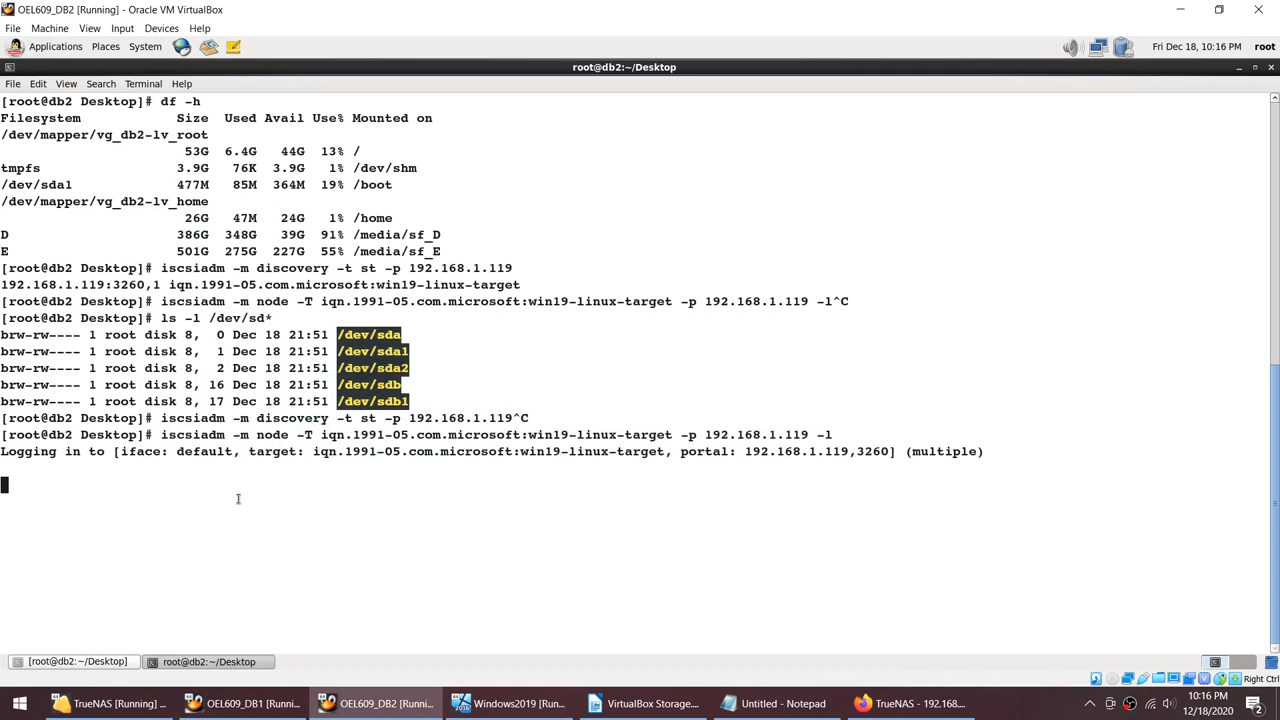 OEL609_DB2 [Running] - Oracle VM VirtualBox
File Machine View Input Devices Help
Applications Places System Fri Dec 18, 10:16 PM root
root@db2:~/Desktop
File Edit View Search Terminal Help
[root@db2 Desktop]# df -h
Filesystem Size Used Avail Use% Mounted on
/dev/mapper/vg_db2-lv_root
53G 6.4G 44G 13% /
tmpfs 3.9G 76K 3.9G 1% /dev/shm
/dev/sda1 477M 85M 364M 19% /boot
/dev/mapper/vg_db2-lv_home
26G 47M 24G 1% /home
D 386G 348G 39G 91% /media/sf_D
E 501G 275G 227G 55% /media/sf_E
[root@db2 Desktop]# iscsiadm -m discovery -t st -p 192.168.1.119
192.168.1.119:3260,1 iqn.1991-05.com.microsoft:win19-linux-target
[root@db2 Desktop]# iscsiadm -m node -T iqn.1991-05.com.microsoft:win19-linux-target -p 192.168.1.119 -l^C
[root@db2 Desktop]# ls -l /dev/sd*
brw-rw---- 1 root disk 8, 0 Dec 18 21:51 /dev/sda
brw-rw---- 1 root disk 8, 1 Dec 18 21:51 /dev/sda1
brw-rw---- 1 root disk 8, 2 Dec 18 21:51 /dev/sda2
brw-rw---- 1 root disk 8, 16 Dec 18 21:51 /dev/sdb
brw-rw---- 1 root disk 8, 17 Dec 18 21:51 /dev/sdb1
[root@db2 Desktop]# iscsiadm -m discovery -t st -p 192.168.1.119^C
[root@db2 Desktop]# iscsiadm -m node -T iqn.1991-05.com.microsoft:win19-linux-target -p 192.168.1.119 -l
Logging in to [iface: default, target: iqn.1991-05.com.microsoft:win19-linux-target, portal: 192.168.1.119,3260] (multiple)
[root@db2:~/Desktop] root@db2:~/Desktop
Right Ctrl
TrueNAS [Running] ... OEL609_DB1 [Runni... OEL609_DB2 [Runni... Windows2019 [Run... VirtualBox Storage.... Untitled - Notepad TrueNAS - 192.168.... 10:16 PM
12/18/2020
2